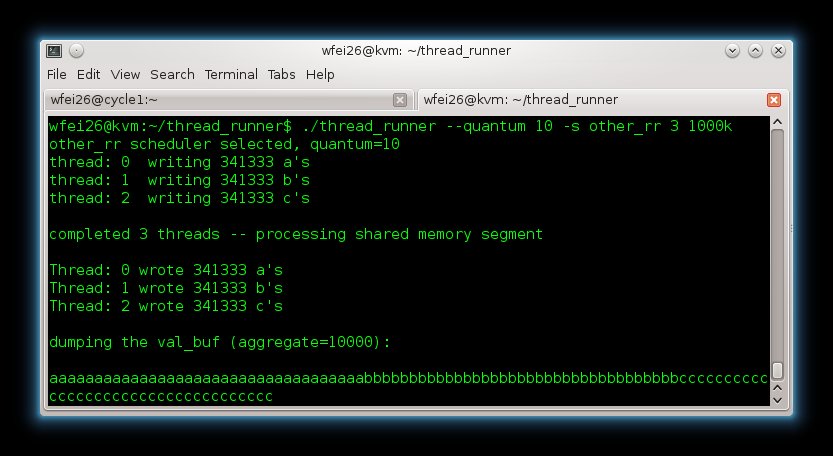 wfei26@kvm: ~/thread_runner
File Edit View Search Terminal Tabs Help
wfei26@cycle1:~
wfei26@kvm: ~/thread_runner
wfei26@kvm:~/thread_runner$ ./thread_runner --quantum 10 -s other_rr 3 1000k
other_rr scheduler selected, quantum=10
thread: 0  writing 341333 a's
thread: 1  writing 341333 b's
thread: 2  writing 341333 c's
completed 3 threads -- processing shared memory segment
Thread: 0 wrote 341333 a's
Thread: 1 wrote 341333 b's
Thread: 2 wrote 341333 c's
dumping the val_buf (aggregate=10000):
aaaaaaaaaaaaaaaaaaaaaaaaaaaaaaaaaaabbbbbbbbbbbbbbbbbbbbbbbbbbbbbbbbbbbcccccccccc
ccccccccccccccccccccccccc